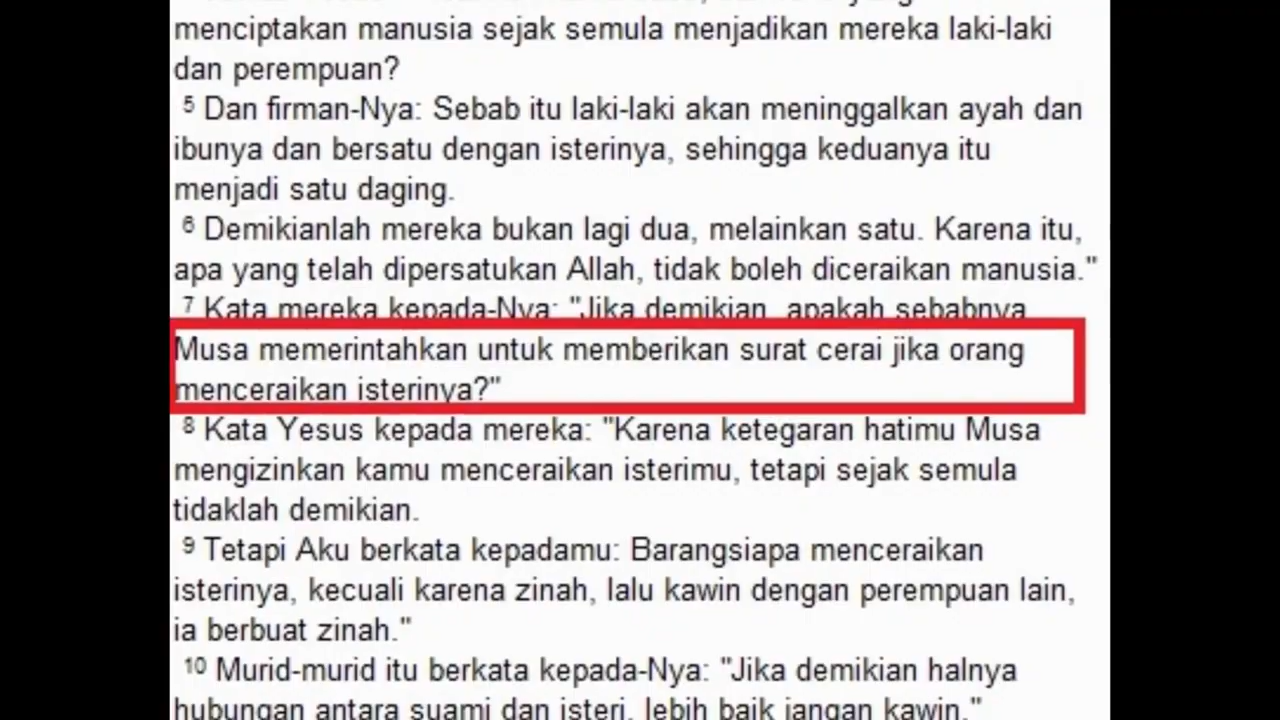 menciptakan manusia sejak semula menjadikan mereka laki-laki
dan perempuan?
5 Dan firman-Nya: Sebab itu laki-laki akan meninggalkan ayah dan
ibunya dan bersatu dengan isterinya, sehingga keduanya itu
menjadi satu daging.
6 Demikianlah mereka bukan lagi dua, melainkan satu. Karena itu,
apa yang telah dipersatukan Allah, tidak boleh diceraikan manusia."
7 Kata mereka kepada-Nya: "Jika demikian, apakah sebabnya
Musa memerintahkan untuk memberikan surat cerai jika orang
menceraikan isterinya?"
8 Kata Yesus kepada mereka: "Karena ketegaran hatimu Musa
mengizinkan kamu menceraikan isterimu, tetapi sejak semula
tidaklah demikian.
9 Tetapi Aku berkata kepadamu: Barangsiapa menceraikan
isterinya, kecuali karena zinah, lalu kawin dengan perempuan lain,
ia berbuat zinah."
10 Murid-murid itu berkata kepada-Nya: "Jika demikian halnya
hubungan antara suami dan isteri, lebih baik jangan kawin."